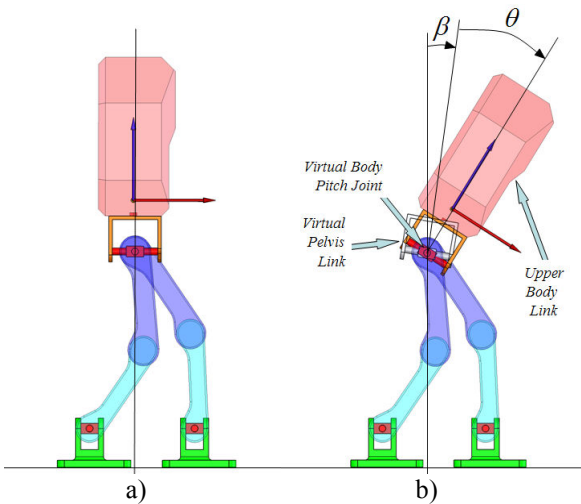 β θ
Virtual Body
Pitch Joint
Virtual
Pelvis
Link
Upper
Body
Link
a) b)